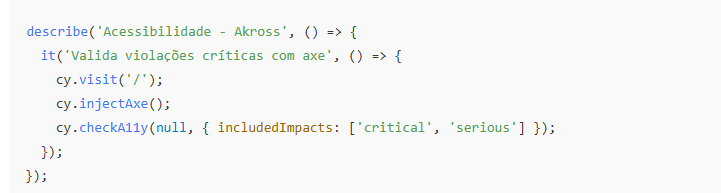 describe('Acessibilidade - Akross', () => {
  it('Valida violações críticas com axe', () => {
    cy.visit('/');
    cy.injectAxe();
    cy.checkA11y(null, { includedImpacts: ['critical', 'serious'] });
  });
});